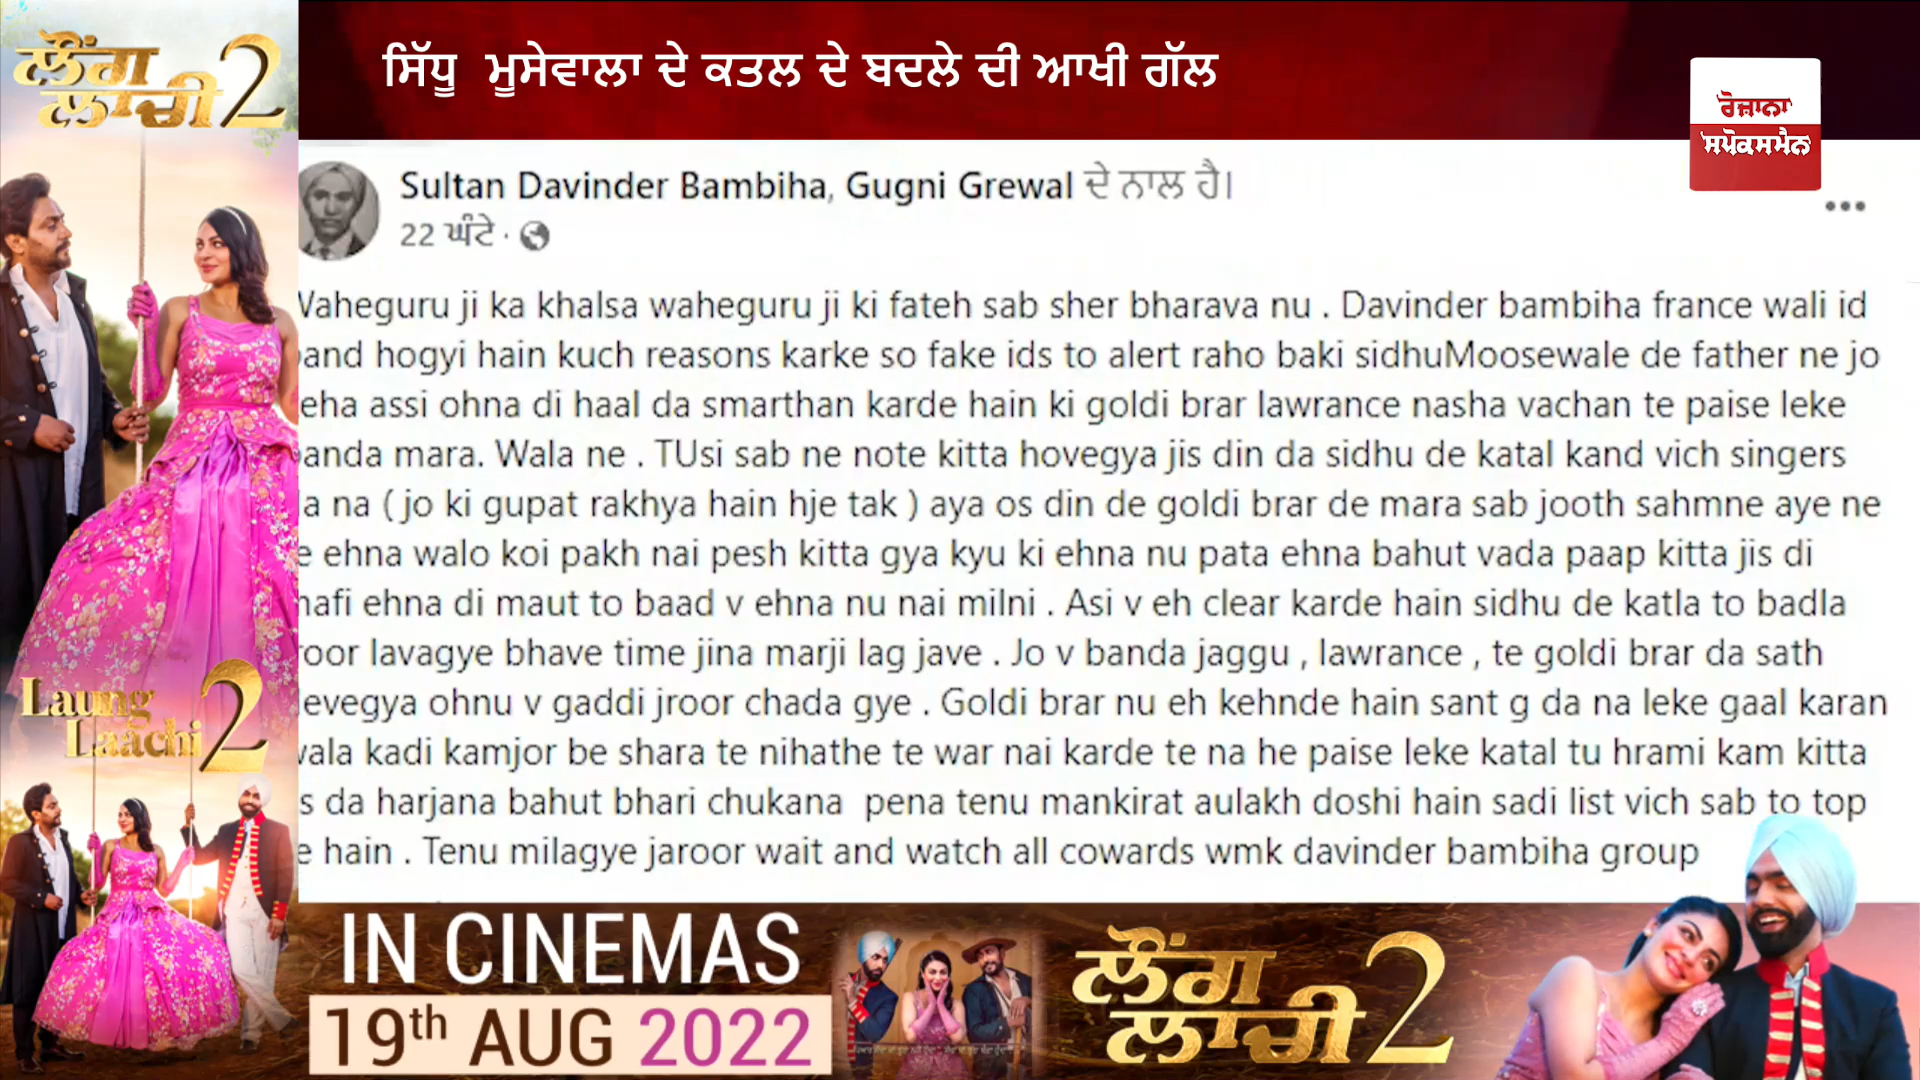 ਲੌਂਗ
ਲਾਚੀ 2
ਸਿੱਧੂ ਮੂਸੇਵਾਲਾ ਦੇ ਕਤਲ ਦੇ ਬਦਲੇ ਦੀ ਆਖੀ ਗੱਲ
ਰੋਜ਼ਾਨਾ
ਸਪੋਕਸਮੈਨ
Sultan Davinder Bambiha, Gugni Grewal ਦੇ ਨਾਲ ਹੈ।
22 ਘੰਟੇ ·
Waheguru ji ka khalsa waheguru ji ki fateh sab sher bharava nu . Davinder bambiha france wali id
and hogyi hain kuch reasons karke so fake ids to alert raho baki sidhuMoosewale de father ne jo
eha assi ohna di haal da smarthan karde hain ki goldi brar lawrance nasha vachan te paise leke
anda mara. Wala ne . TUsi sab ne note kitta hovegya jis din da sidhu de katal kand vich singers
a na ( jo ki gupat rakhya hain hje tak ) aya os din de goldi brar de mara sab jooth sahmne aye ne
e ehna walo koi pakh nai pesh kitta gya kyu ki ehna nu pata ehna bahut vada paap kitta jis di
nafi ehna di maut to baad v ehna nu nai milni . Asi v eh clear karde hain sidhu de katla to badla
roor lavagye bhave time jina marji lag jave . Jo v banda jaggu , lawrance , te goldi brar da sath
evegya ohnu v gaddi jroor chada gye . Goldi brar nu eh kehnde hain sant g da na leke gaal karan
wala kadi kamjor be shara te nihathe te war nai karde te na he paise leke katal tu hrami kam kitta
s da harjana bahut bhari chukana pena tenu mankirat aulakh doshi hain sadi list vich sab to top
e hain . Tenu milagye jaroor wait and watch all cowards wmk davinder bambiha group
Laung
Laachi 2
IN CINEMAS
19th AUG 2022
ਲੌਂਗ
ਲਾਚੀ 2